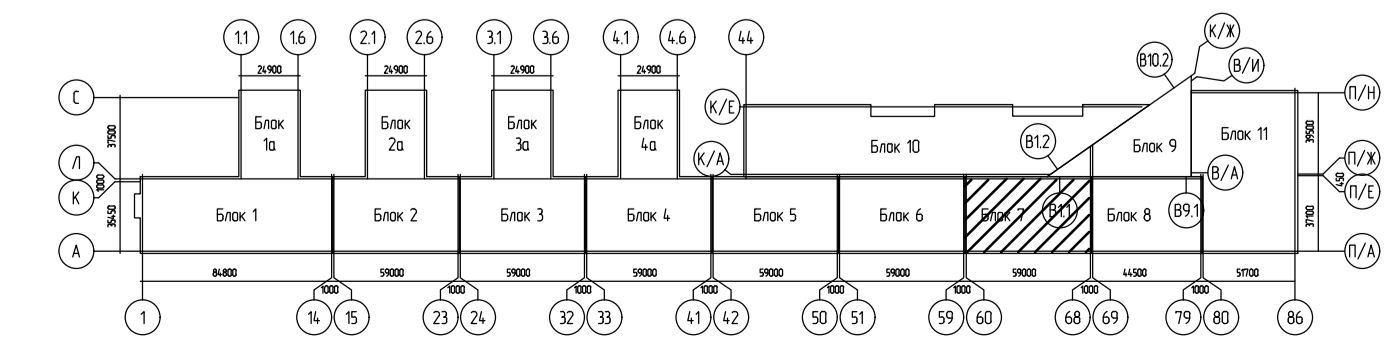 1.1 1.6 2.1 2.6 3.1 3.6 4.1 4.6 44 К/Ж
В10.2 В/И
24900 24900 24900 24900
С К/Е П/Н
37500 Блок 1а Блок 2а Блок 3а Блок 4а Блок 10 В1.2 Блок 9 Блок 11 39500
Л К/А В/А П/Ж
1000 450
К П/Е
35450 Блок 1 Блок 2 Блок 3 Блок 4 Блок 5 Блок 6 Блок 7 В1.1 Блок 8 В9.1 37100
А П/А
84800 59000 59000 59000 59000 59000 59000 44500 51700
1000 1000 1000 1000 1000 1000 1000 1000
1 14 15 23 24 32 33 41 42 50 51 59 60 68 69 79 80 86